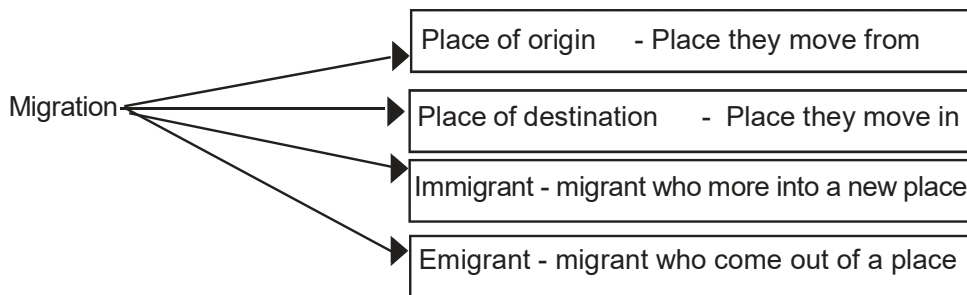 Place of origin - Place they move from
Migration
Place of destination - Place they move in
Immigrant - migrant who more into a new place
Emigrant - migrant who come out of a place